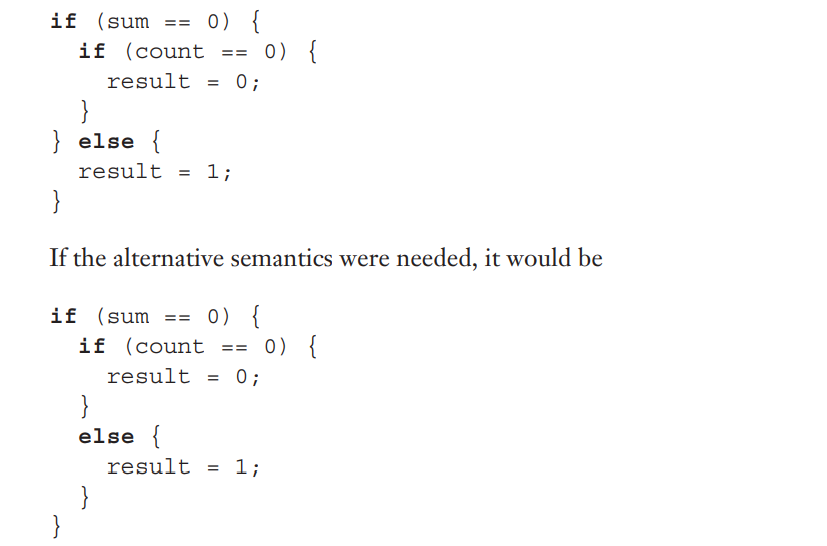 if (sum == 0) {
  if (count == 0) {
    result = 0;
  }
} else {
  result = 1;
}
If the alternative semantics were needed, it would be
if (sum == 0) {
  if (count == 0) {
    result = 0;
  }
  else {
    result = 1;
  }
}